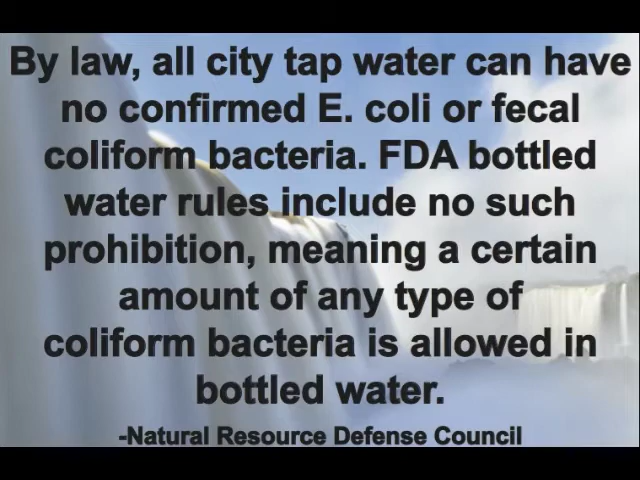 By law, all city tap water can have
no confirmed E. coli or fecal
coliform bacteria. FDA bottled
water rules include no such
prohibition, meaning a certain
amount of any type of
coliform bacteria is allowed in
bottled water.
-Natural Resource Defense Council